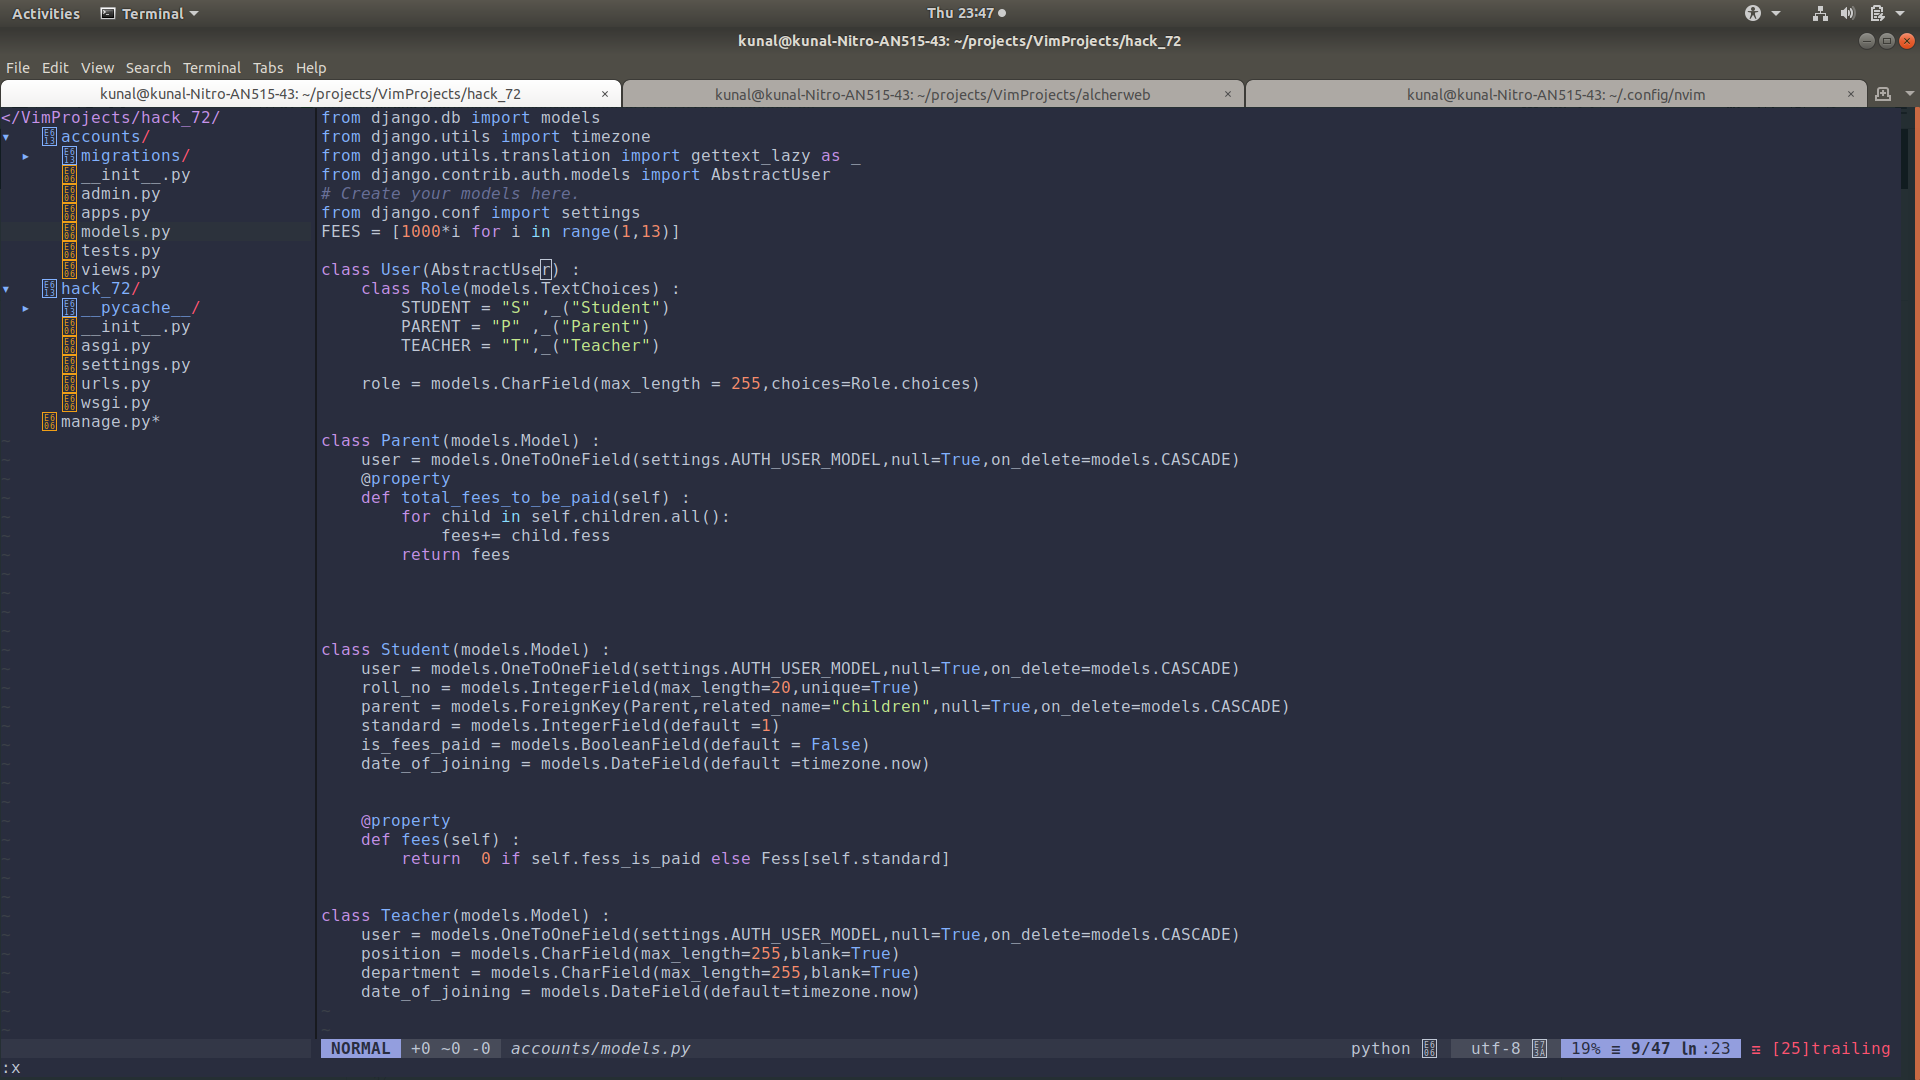 Activities Terminal Thu 23:47
kunal@kunal-Nitro-AN515-43: ~/projects/VimProjects/hack_72
File Edit View Search Terminal Tabs Help
kunal@kunal-Nitro-AN515-43: ~/projects/VimProjects/hack_72 × kunal@kunal-Nitro-AN515-43: ~/projects/VimProjects/alcherweb × kunal@kunal-Nitro-AN515-43: ~/.config/nvim ×
</VimProjects/hack_72/
▾ accounts/
▸ migrations/
__init__.py
admin.py
apps.py
models.py
tests.py
views.py
▾ hack_72/
▸ __pycache__/
__init__.py
asgi.py
settings.py
urls.py
wsgi.py
manage.py*
from django.db import models
from django.utils import timezone
from django.utils.translation import gettext_lazy as _
from django.contrib.auth.models import AbstractUser
# Create your models here.
from django.conf import settings
FEES = [1000*i for i in range(1,13)]
class User(AbstractUser) :
    class Role(models.TextChoices) :
        STUDENT = "S" ,_("Student")
        PARENT = "P" ,_("Parent")
        TEACHER = "T",_("Teacher")
    role = models.CharField(max_length = 255,choices=Role.choices)
class Parent(models.Model) :
    user = models.OneToOneField(settings.AUTH_USER_MODEL,null=True,on_delete=models.CASCADE)
    @property
    def total_fees_to_be_paid(self) :
        for child in self.children.all():
            fees+= child.fess
        return fees
class Student(models.Model) :
    user = models.OneToOneField(settings.AUTH_USER_MODEL,null=True,on_delete=models.CASCADE)
    roll_no = models.IntegerField(max_length=20,unique=True)
    parent = models.ForeignKey(Parent,related_name="children",null=True,on_delete=models.CASCADE)
    standard = models.IntegerField(default =1)
    is_fees_paid = models.BooleanField(default = False)
    date_of_joining = models.DateField(default =timezone.now)
    @property
    def fees(self) :
        return  0 if self.fess_is_paid else Fess[self.standard]
class Teacher(models.Model) :
    user = models.OneToOneField(settings.AUTH_USER_MODEL,null=True,on_delete=models.CASCADE)
    position = models.CharField(max_length=255,blank=True)
    department = models.CharField(max_length=255,blank=True)
    date_of_joining = models.DateField(default=timezone.now)
NORMAL +0 ~0 -0 accounts/models.py python utf-8 19% ≡ 9/47 ln :23 [25]trailing
:x